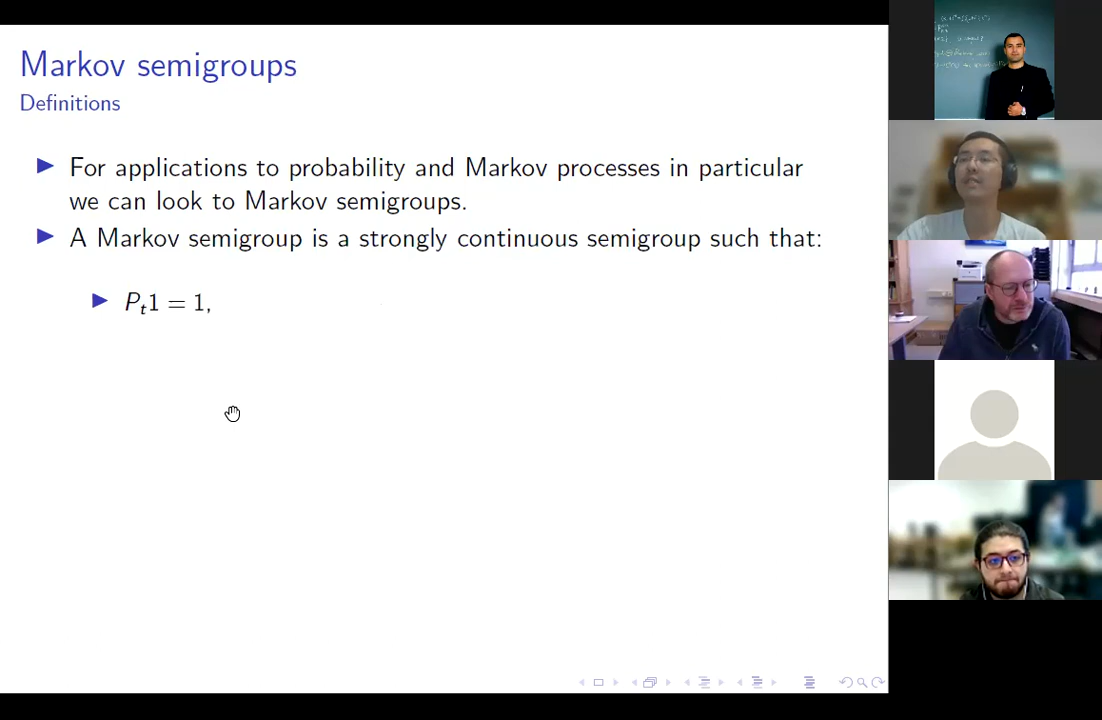 Markov semigroups
Definitions
For applications to probability and Markov processes in particular
we can look to Markov semigroups.
A Markov semigroup is a strongly continuous semigroup such that:
P_t1 = 1,